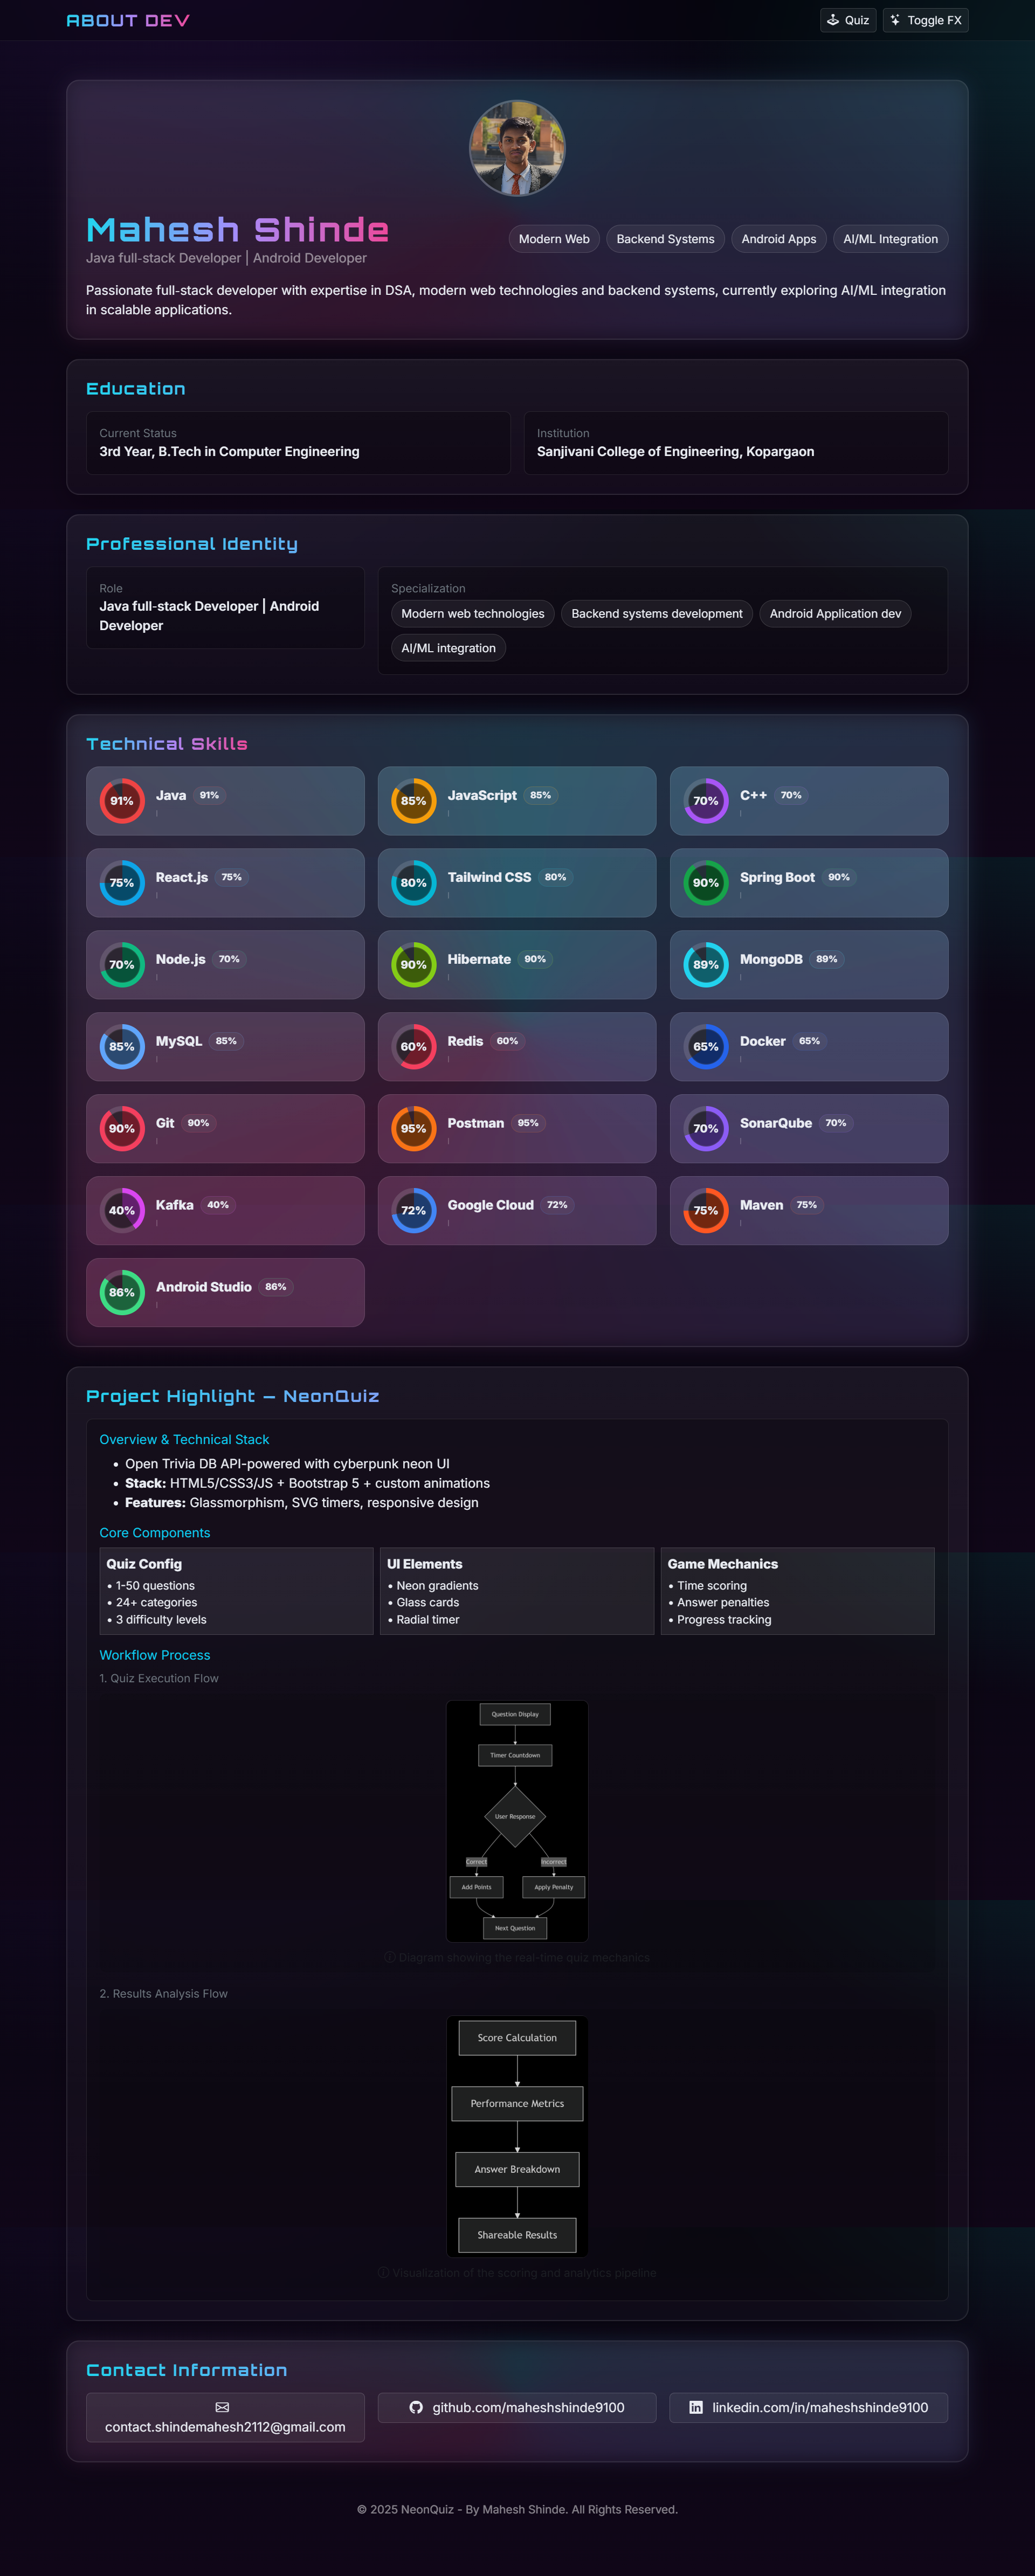 ABOUT DEV
Quiz
Toggle FX
Mahesh Shinde
Java full-stack Developer | Android Developer
Modern Web
Backend Systems
Android Apps
AI/ML Integration
Passionate full-stack developer with expertise in DSA, modern web technologies and backend systems, currently exploring AI/ML integration
in scalable applications.
Education
Current Status
3rd Year, B.Tech in Computer Engineering
Institution
Sanjivani College of Engineering, Kopargaon
Professional Identity
Role
Java full-stack Developer | Android
Developer
Specialization
Modern web technologies
Backend systems development
Android Application dev
AI/ML integration
Technical Skills
91% Java 91%
85% JavaScript 85%
70% C++ 70%
75% React.js 75%
80% Tailwind CSS 80%
90% Spring Boot 90%
70% Node.js 70%
90% Hibernate 90%
89% MongoDB 89%
85% MySQL 85%
60% Redis 60%
65% Docker 65%
90% Git 90%
95% Postman 95%
70% SonarQube 70%
40% Kafka 40%
72% Google Cloud 72%
75% Maven 75%
86% Android Studio 86%
Project Highlight – NeonQuiz
Overview & Technical Stack
• Open Trivia DB API-powered with cyberpunk neon UI
• Stack: HTML5/CSS3/JS + Bootstrap 5 + custom animations
• Features: Glassmorphism, SVG timers, responsive design
Core Components
Quiz Config
• 1-50 questions
• 24+ categories
• 3 difficulty levels
UI Elements
• Neon gradients
• Glass cards
• Radial timer
Game Mechanics
• Time scoring
• Answer penalties
• Progress tracking
Workflow Process
1. Quiz Execution Flow
Question Display
Timer Countdown
User Response
Correct
Incorrect
Add Points
Apply Penalty
Next Question
Diagram showing the real-time quiz mechanics
2. Results Analysis Flow
Score Calculation
Performance Metrics
Answer Breakdown
Shareable Results
Visualization of the scoring and analytics pipeline
Contact Information
contact.shindemahesh2112@gmail.com
github.com/maheshshinde9100
linkedin.com/in/maheshshinde9100
© 2025 NeonQuiz - By Mahesh Shinde. All Rights Reserved.